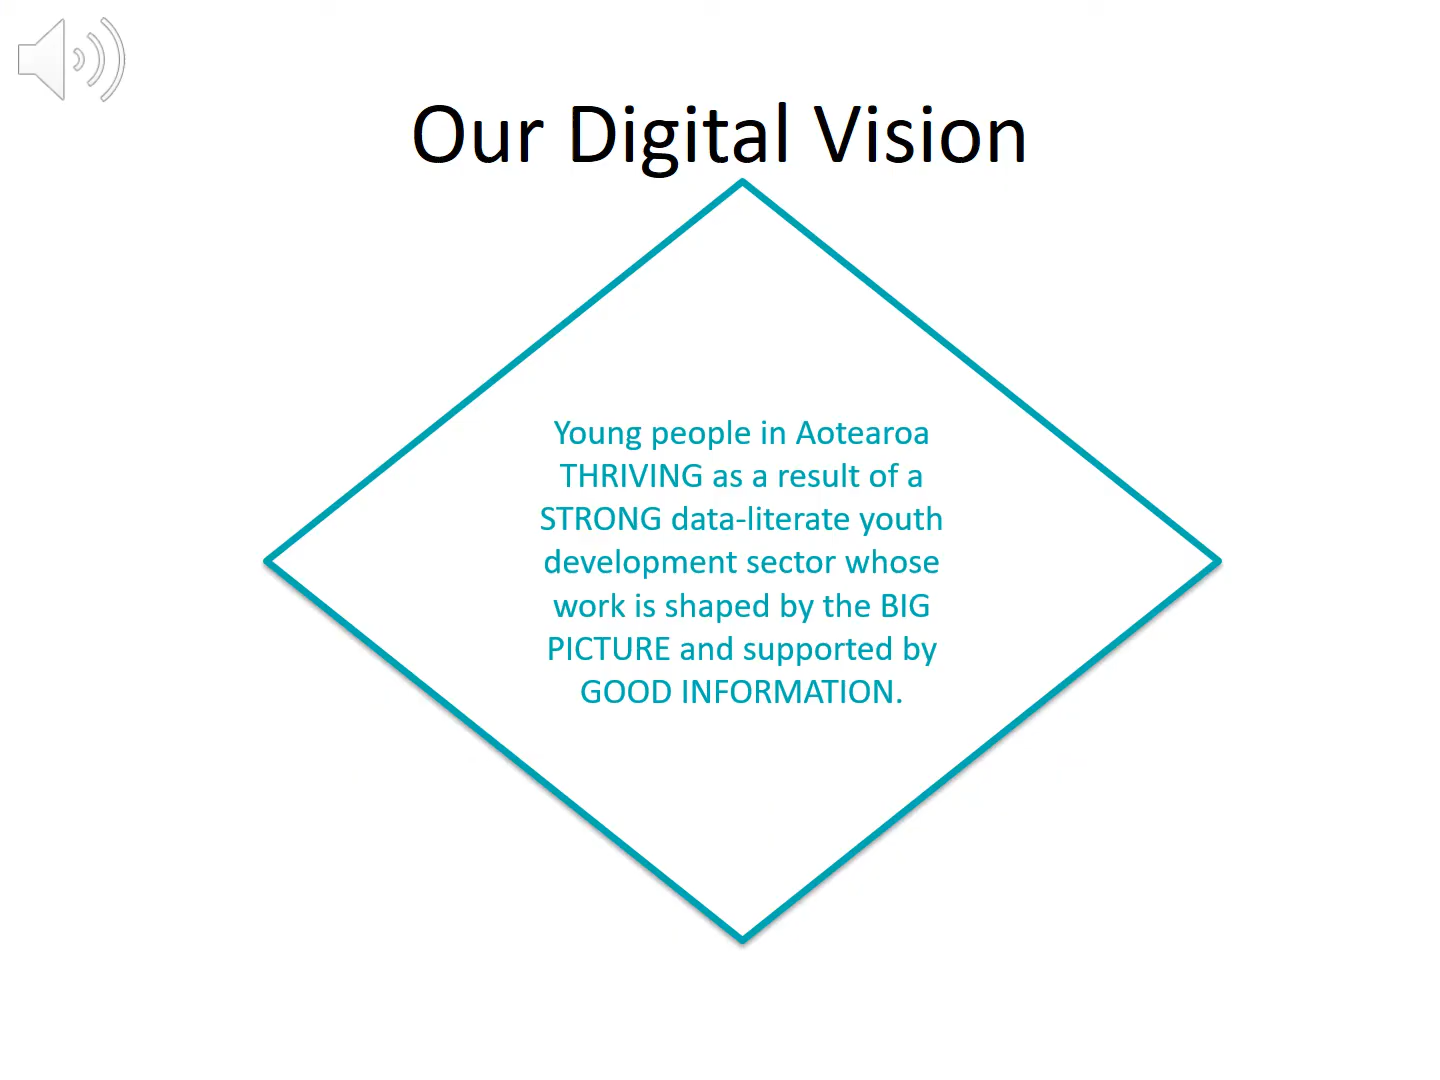 Our Digital Vision
Young people in Aotearoa
THRIVING as a result of a
STRONG data-literate youth
development sector whose
work is shaped by the BIG
PICTURE and supported by
GOOD INFORMATION.